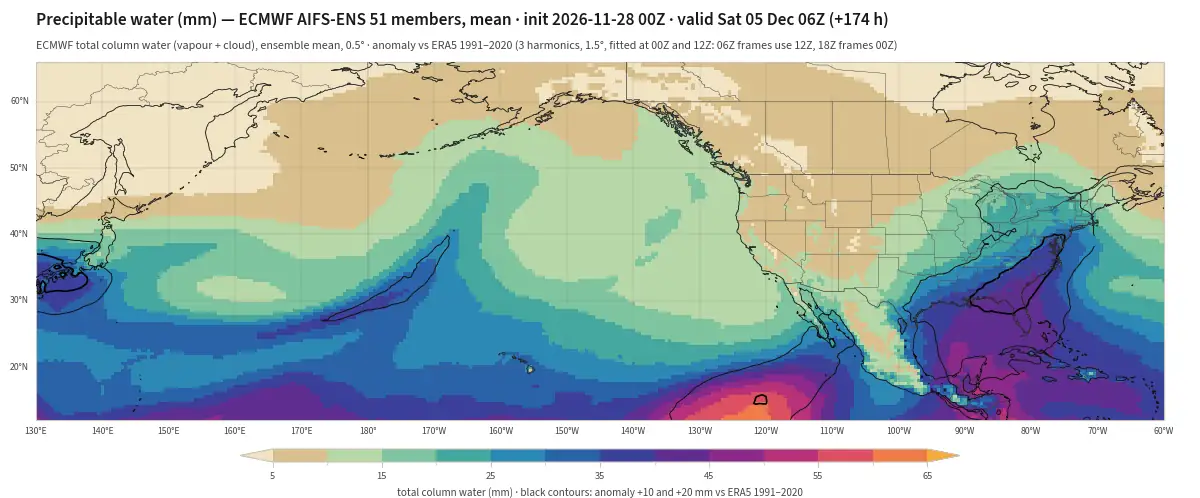 Precipitable water (mm) — ECMWF AIFS-ENS 51 members, mean · init 2026-11-28 00Z · valid Sat 05 Dec 06Z (+174 h)
ECMWF total column water (vapour + cloud), ensemble mean, 0.5° · anomaly vs ERA5 1991–2020 (3 harmonics, 1.5°, fitted at 00Z and 12Z: 06Z frames use 12Z, 18Z frames 00Z)
60°N
50°N
40°N
30°N
20°N
130°E 140°E 150°E 160°E 170°E 180° 170°W 160°W 150°W 140°W 130°W 120°W 110°W 100°W 90°W 80°W 70°W 60°W
5 15 25 35 45 55 65
total column water (mm) · black contours: anomaly +10 and +20 mm vs ERA5 1991–2020